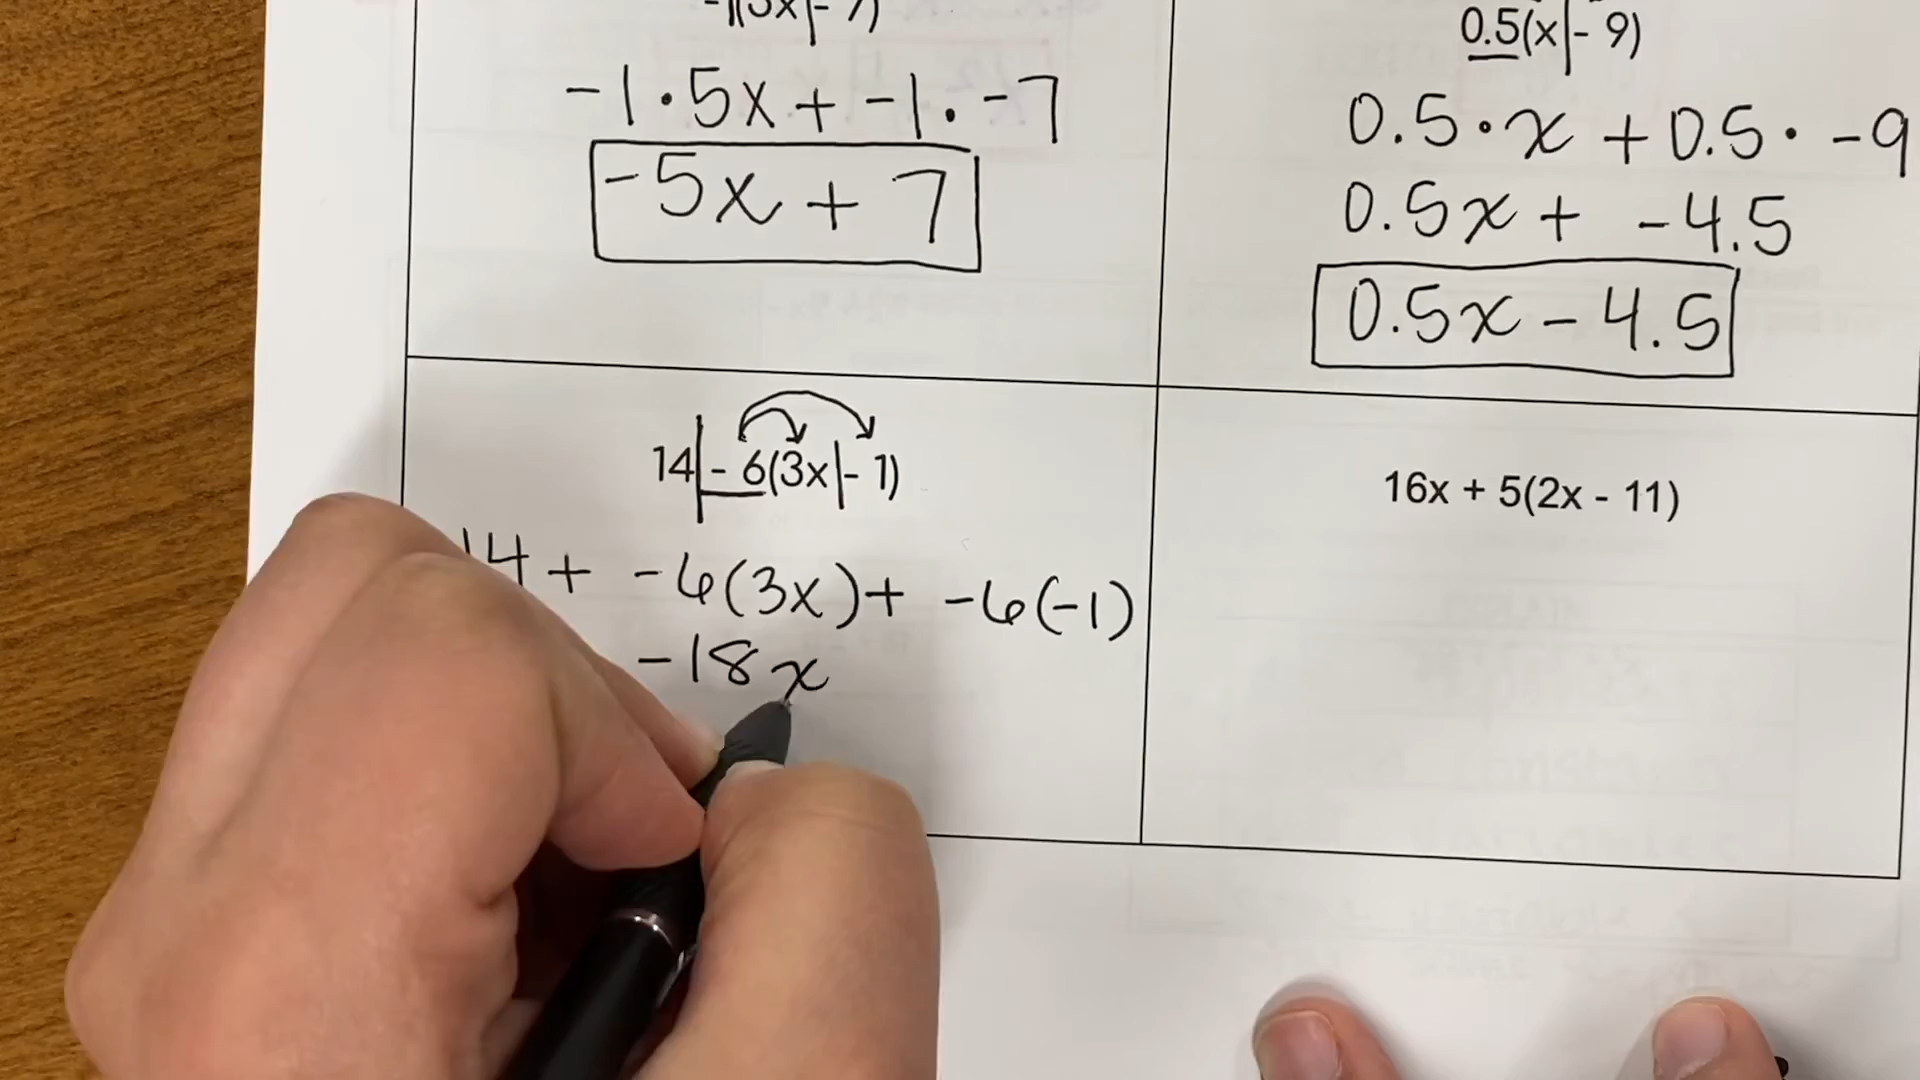 -1 · 5x + -1 · -7
-5x + 7
0.5(x|- 9)
0.5 · x + 0.5 · -9
0.5x + -4.5
0.5x - 4.5
14|- 6(3x|- 1)
14 + -6(3x) + -6(-1)
-18x
16x + 5(2x - 11)